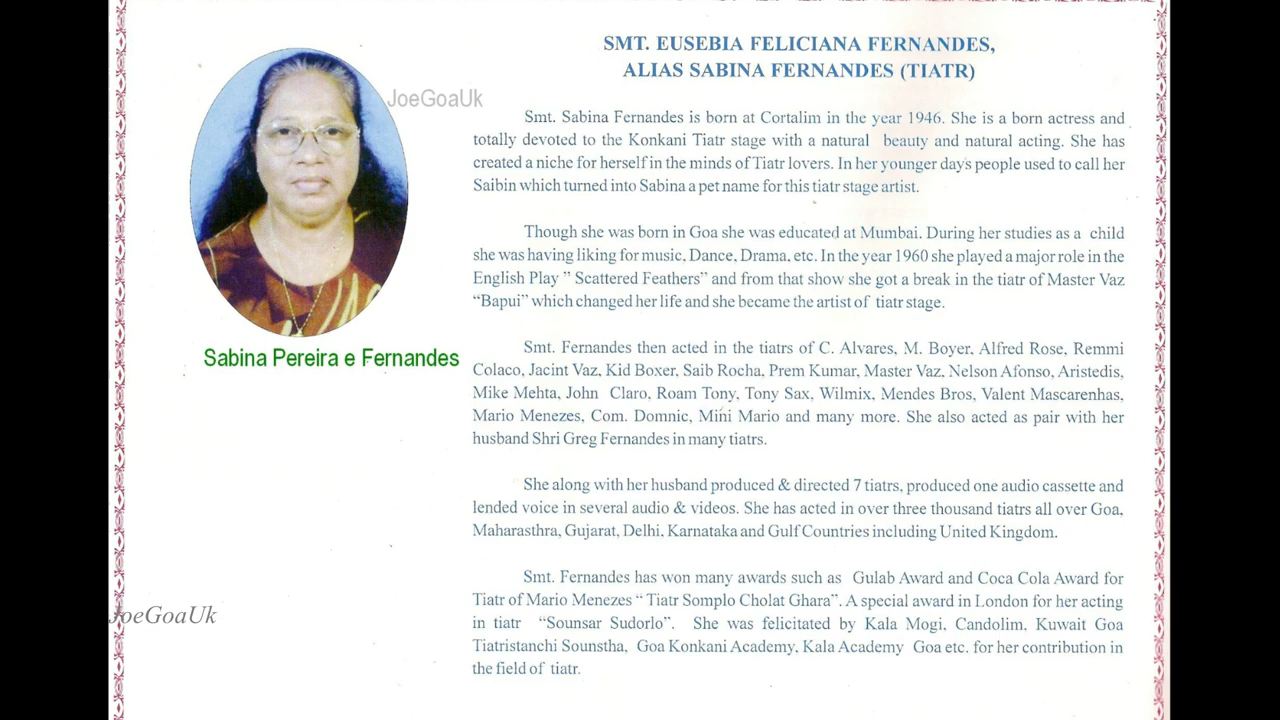 SMT. EUSEBIA FELICIANA FERNANDES,
ALIAS SABINA FERNANDES (TIATR)
JoeGoaUk
Smt. Sabina Fernandes is born at Cortalim in the year 1946. She is a born actress and
totally devoted to the Konkani Tiatr stage with a natural beauty and natural acting. She has
created a niche for herself in the minds of Tiatr lovers. In her younger days people used to call her
Saibin which turned into Sabina a pet name for this tiatr stage artist.
Though she was born in Goa she was educated at Mumbai. During her studies as a child
she was having liking for music, Dance, Drama, etc. In the year 1960 she played a major role in the
English Play ” Scattered Feathers” and from that show she got a break in the tiatr of Master Vaz
“Bapui” which changed her life and she became the artist of tiatr stage.
Sabina Pereira e Fernandes
Smt. Fernandes then acted in the tiatrs of C. Alvares, M. Boyer, Alfred Rose, Remmi
Colaco, Jacint Vaz, Kid Boxer, Saib Rocha, Prem Kumar, Master Vaz, Nelson Afonso, Aristedis,
Mike Mehta, John Claro, Roam Tony, Tony Sax, Wilmix, Mendes Bros, Valent Mascarenhas,
Mario Menezes, Com. Domnic, Mini Mario and many more. She also acted as pair with her
husband Shri Greg Fernandes in many tiatrs.
She along with her husband produced & directed 7 tiatrs, produced one audio cassette and
lended voice in several audio & videos. She has acted in over three thousand tiatrs all over Goa,
Maharasthra, Gujarat, Delhi, Karnataka and Gulf Countries including United Kingdom.
Smt. Fernandes has won many awards such as Gulab Award and Coca Cola Award for
Tiatr of Mario Menezes “ Tiatr Somplo Cholat Ghara”. A special award in London for her acting
in tiatr “Sounsar Sudorlo”. She was felicitated by Kala Mogi, Candolim, Kuwait Goa
Tiatristanchi Sounstha, Goa Konkani Academy, Kala Academy Goa etc. for her contribution in
the field of tiatr.
JoeGoaUk